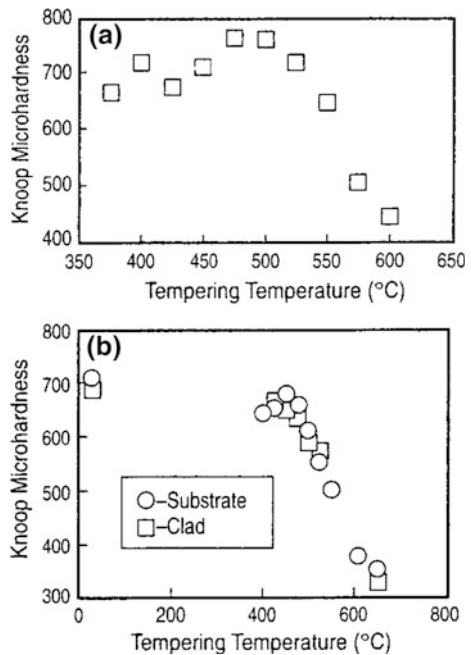 (a)
Knoop Microhardness
800
700
600
500
400
350 400 450 500 550 600 650
Tempering Temperature (°C)
(b)
Knoop Microhardness
800
700
600
500
400
300
–Substrate
–Clad
0 200 400 600 800
Tempering Temperature (°C)